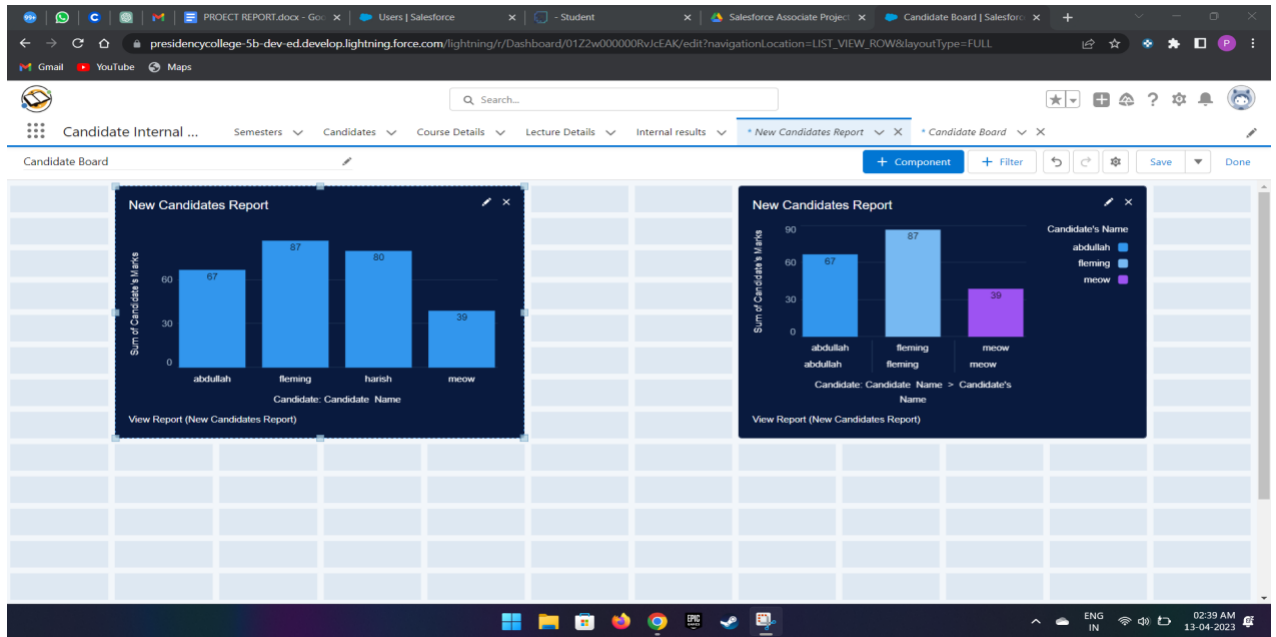 99+
PROECT REPORT.docx - Goo
Users | Salesforce
- Student
Salesforce Associate Project
Candidate Board | Salesforc
presidencycollege-5b-dev-ed.develop.lightning.force.com/lightning/r/Dashboard/01Z2w000000RvJcEAK/edit?navigationLocation=LIST_VIEW_ROW&layoutType=FULL
P
Gmail
YouTube
Maps
Search...
Candidate Internal ...
Semesters
Candidates
Course Details
Lecture Details
Internal results
* New Candidates Report
* Candidate Board
Candidate Board
+ Component
+ Filter
Save
Done
New Candidates Report
Sum of Candidate's Marks
60
30
0
67
87
80
39
abdullah
fleming
harish
meow
Candidate: Candidate Name
View Report (New Candidates Report)
New Candidates Report
Sum of Candidate's Marks
90
60
30
0
67
87
39
abdullah
fleming
meow
abdullah
fleming
meow
Candidate: Candidate Name > Candidate's
Name
Candidate's Name
abdullah
fleming
meow
View Report (New Candidates Report)
EPIC
ENG
IN
02:39 AM
13-04-2023